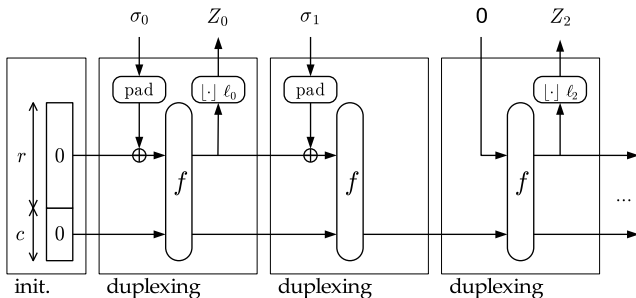 σ₀ Z₀ σ₁ 0 Z₂
pad ⌊·⌋ ℓ₀ pad ⌊·⌋ ℓ₂
r 0 f f f
c 0 ...
init. duplexing duplexing duplexing